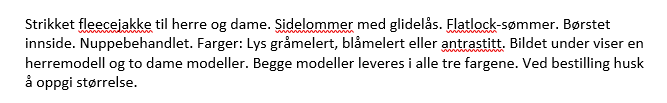 Strikket fleecejakke til herre og dame. Sidelommer med glidelås. Flatlock-sømmer. Børstet
innside. Nuppebehandlet. Farger: Lys gråmelert, blåmelert eller antrastitt. Bildet under viser en
herremodell og to dame modeller. Begge modeller leveres i alle tre fargene. Ved bestilling husk
å oppgi størrelse.